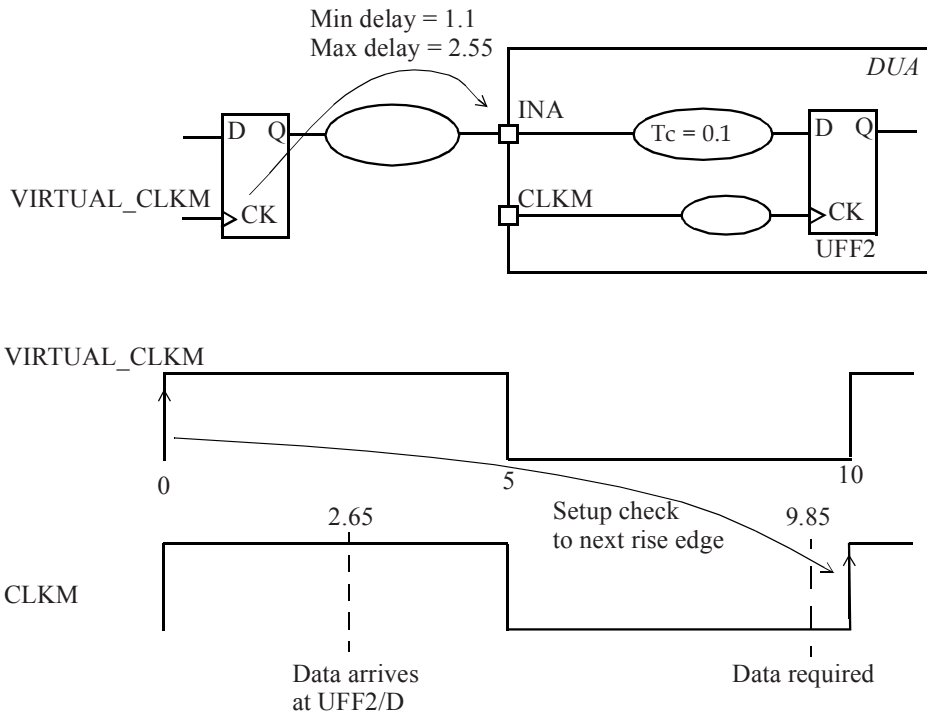 Min delay = 1.1
Max delay = 2.55
DUA
INA
D Q
Tc = 0.1
D Q
VIRTUAL_CLKM
CK
CLKM
CK
UFF2
VIRTUAL_CLKM
0
5
10
2.65
Setup check
to next rise edge
9.85
CLKM
Data arrives
at UFF2/D
Data required